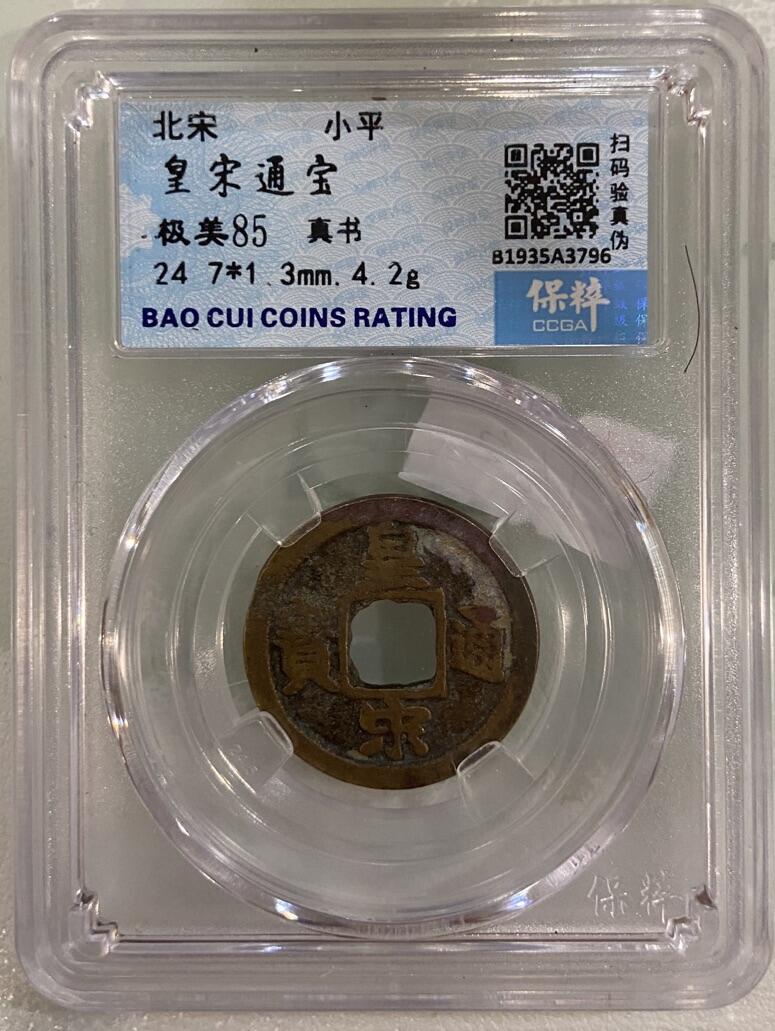 北宋 小平
皇宋通宝
极美85 真书
24 7*1.3mm. 4.2g
BAO CUI COINS RATING
扫码验真伪
B1935A3796
保粹
CCGA
皇宋通寳
保粹